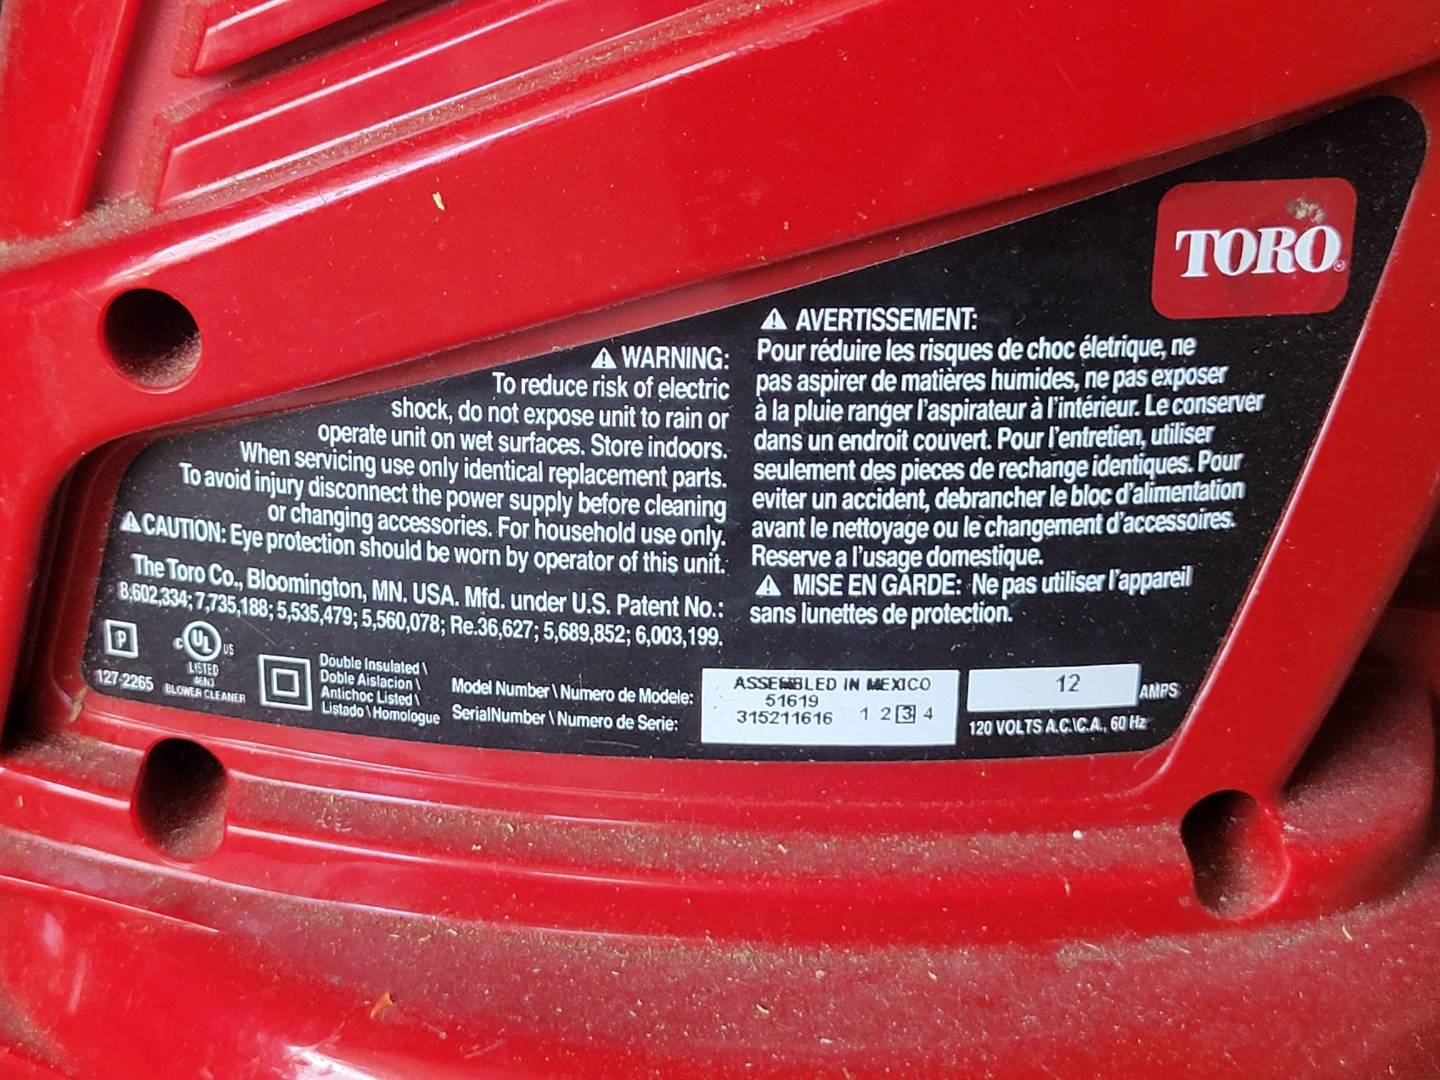 TORO
⚠ WARNING:
To reduce risk of electric
shock, do not expose unit to rain or
operate unit on wet surfaces. Store indoors.
When servicing use only identical replacement parts.
To avoid injury disconnect the power supply before cleaning
or changing accessories. For household use only.
⚠ CAUTION: Eye protection should be worn by operator of this unit.
The Toro Co., Bloomington, MN. USA. Mfd. under U.S. Patent No.:
8,602,334; 7,735,188; 5,535,479; 5,560,078; Re.36,627; 5,689,852; 6,003,199.
⚠ AVERTISSEMENT:
Pour réduire les risques de choc életrique, ne
pas aspirer de matières humides, ne pas exposer
à la pluie ranger l'aspirateur à l'intérieur. Le conserver
dans un endroit couvert. Pour l'entretien, utiliser
seulement des pieces de rechange identiques. Pour
eviter un accident, debrancher le bloc d'alimentation
avant le nettoyage ou le changement d'accessoires.
Reserve a l'usage domestique.
⚠ MISE EN GARDE: Ne pas utiliser l'appareil
sans lunettes de protection.
P
127-2265
c UL US
LISTED
46NJ
BLOWER CLEANER
Double Insulated \
Doble Aislacion \
Antichoc Listed \
Listado \ Homologue
Model Number \ Numero de Modele:
SerialNumber \ Numero de Serie:
ASSEMBLED IN MEXICO
51619
315211616 1 2 3 4
12 AMPS
120 VOLTS A.C.\C.A., 60 Hz